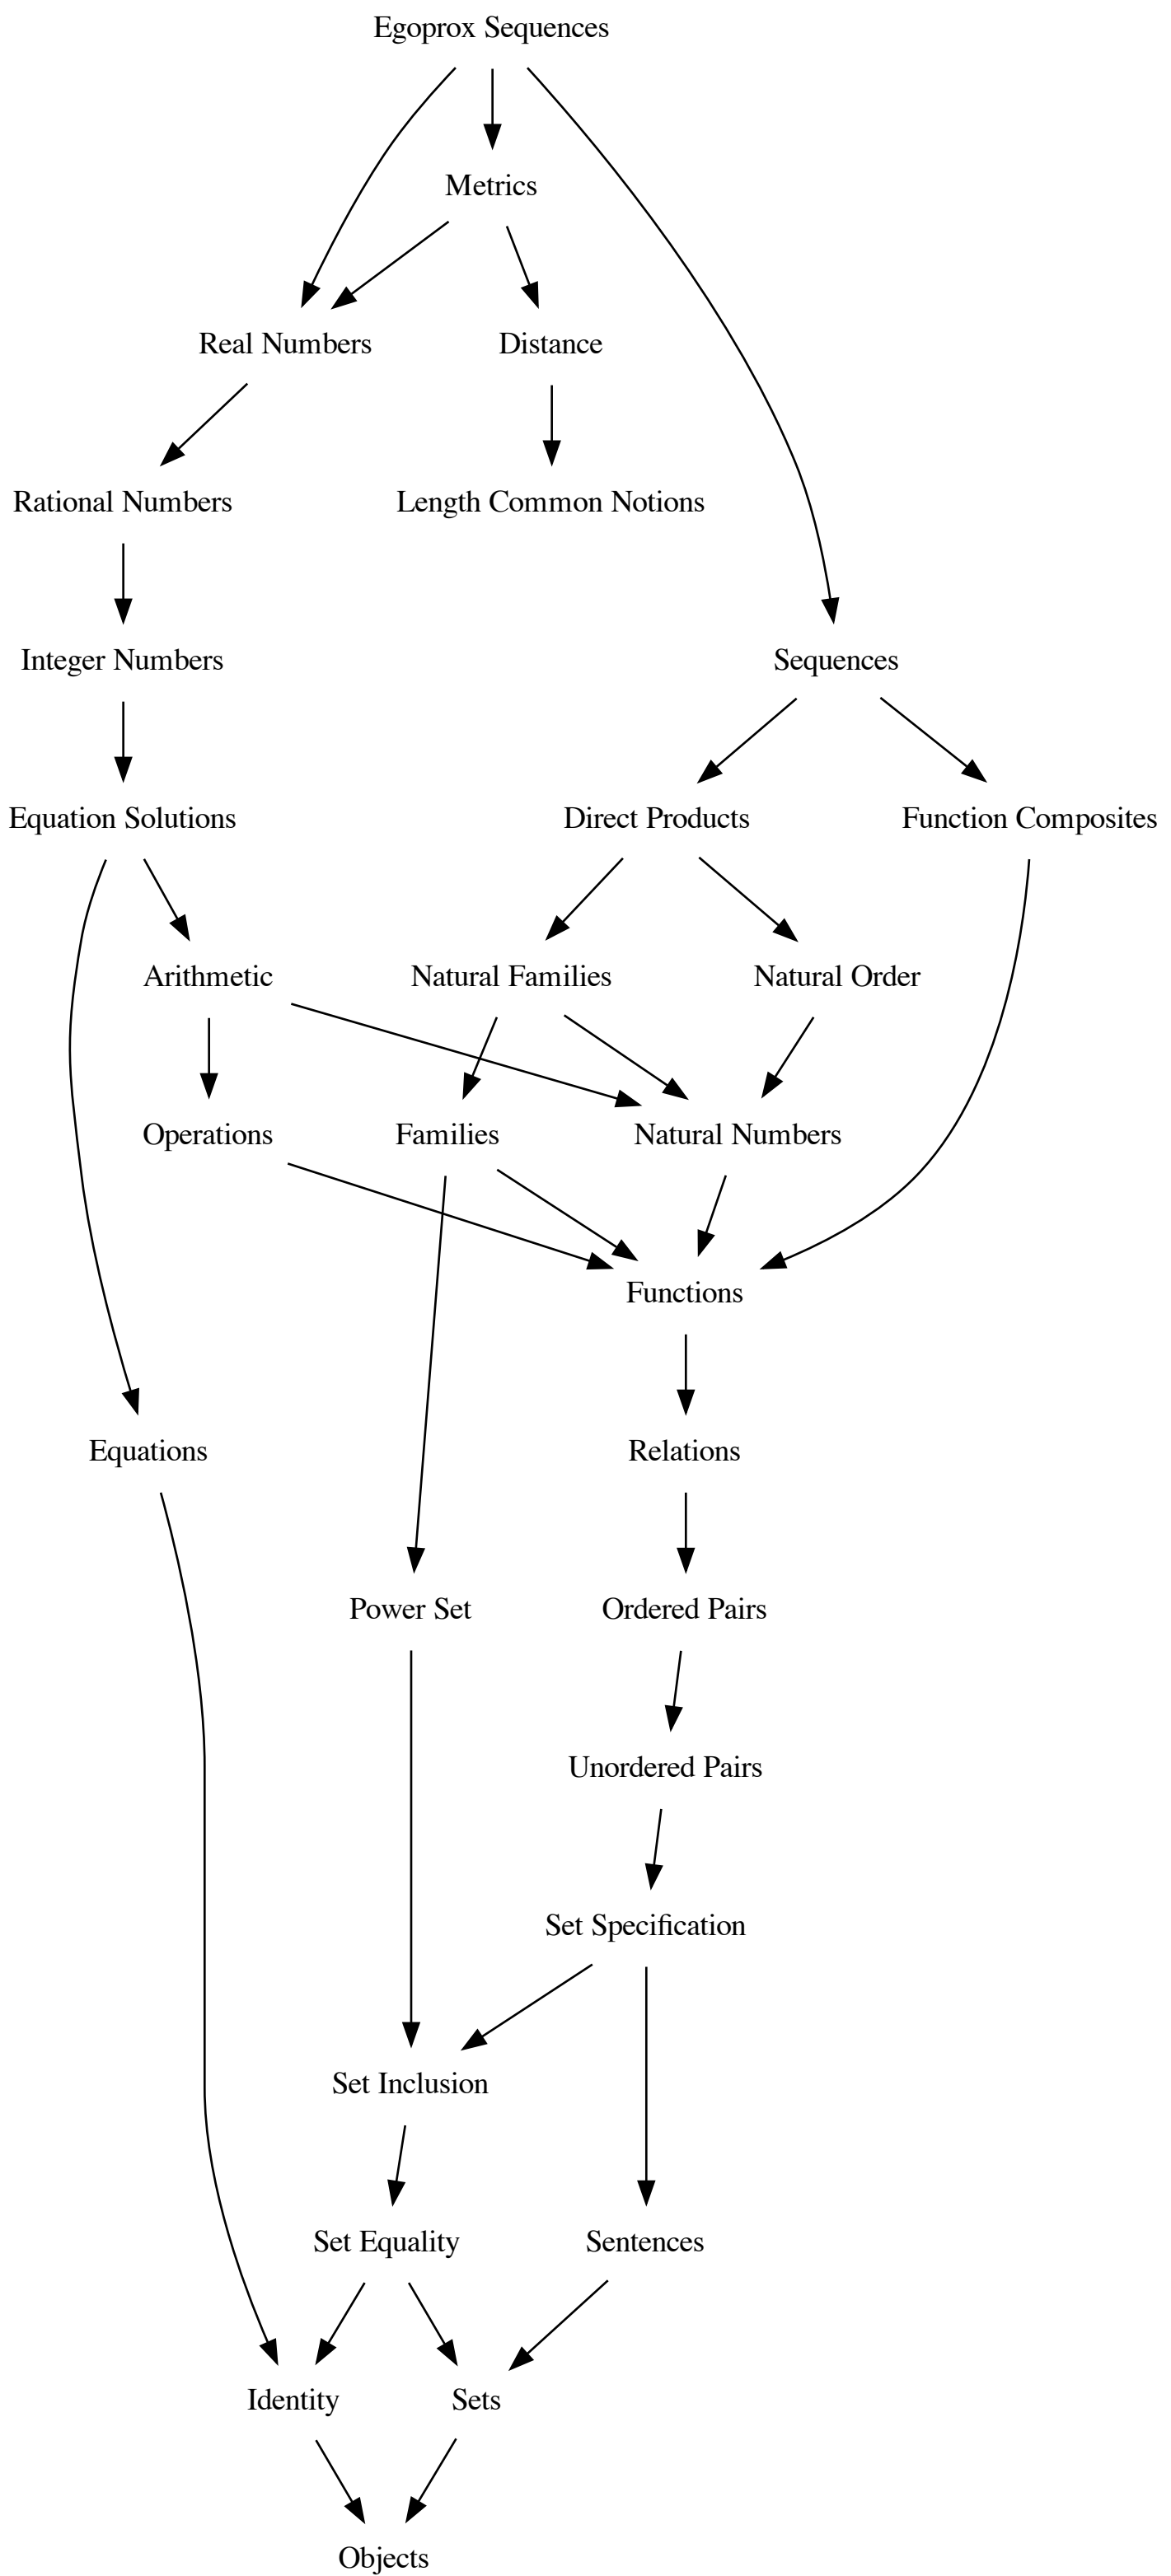 Egoprox Sequences
Metrics
Real Numbers
Distance
Rational Numbers
Length Common Notions
Integer Numbers
Sequences
Equation Solutions
Direct Products
Function Composites
Arithmetic
Natural Families
Natural Order
Operations
Families
Natural Numbers
Functions
Equations
Relations
Power Set
Ordered Pairs
Unordered Pairs
Set Specification
Set Inclusion
Set Equality
Sentences
Identity
Sets
Objects